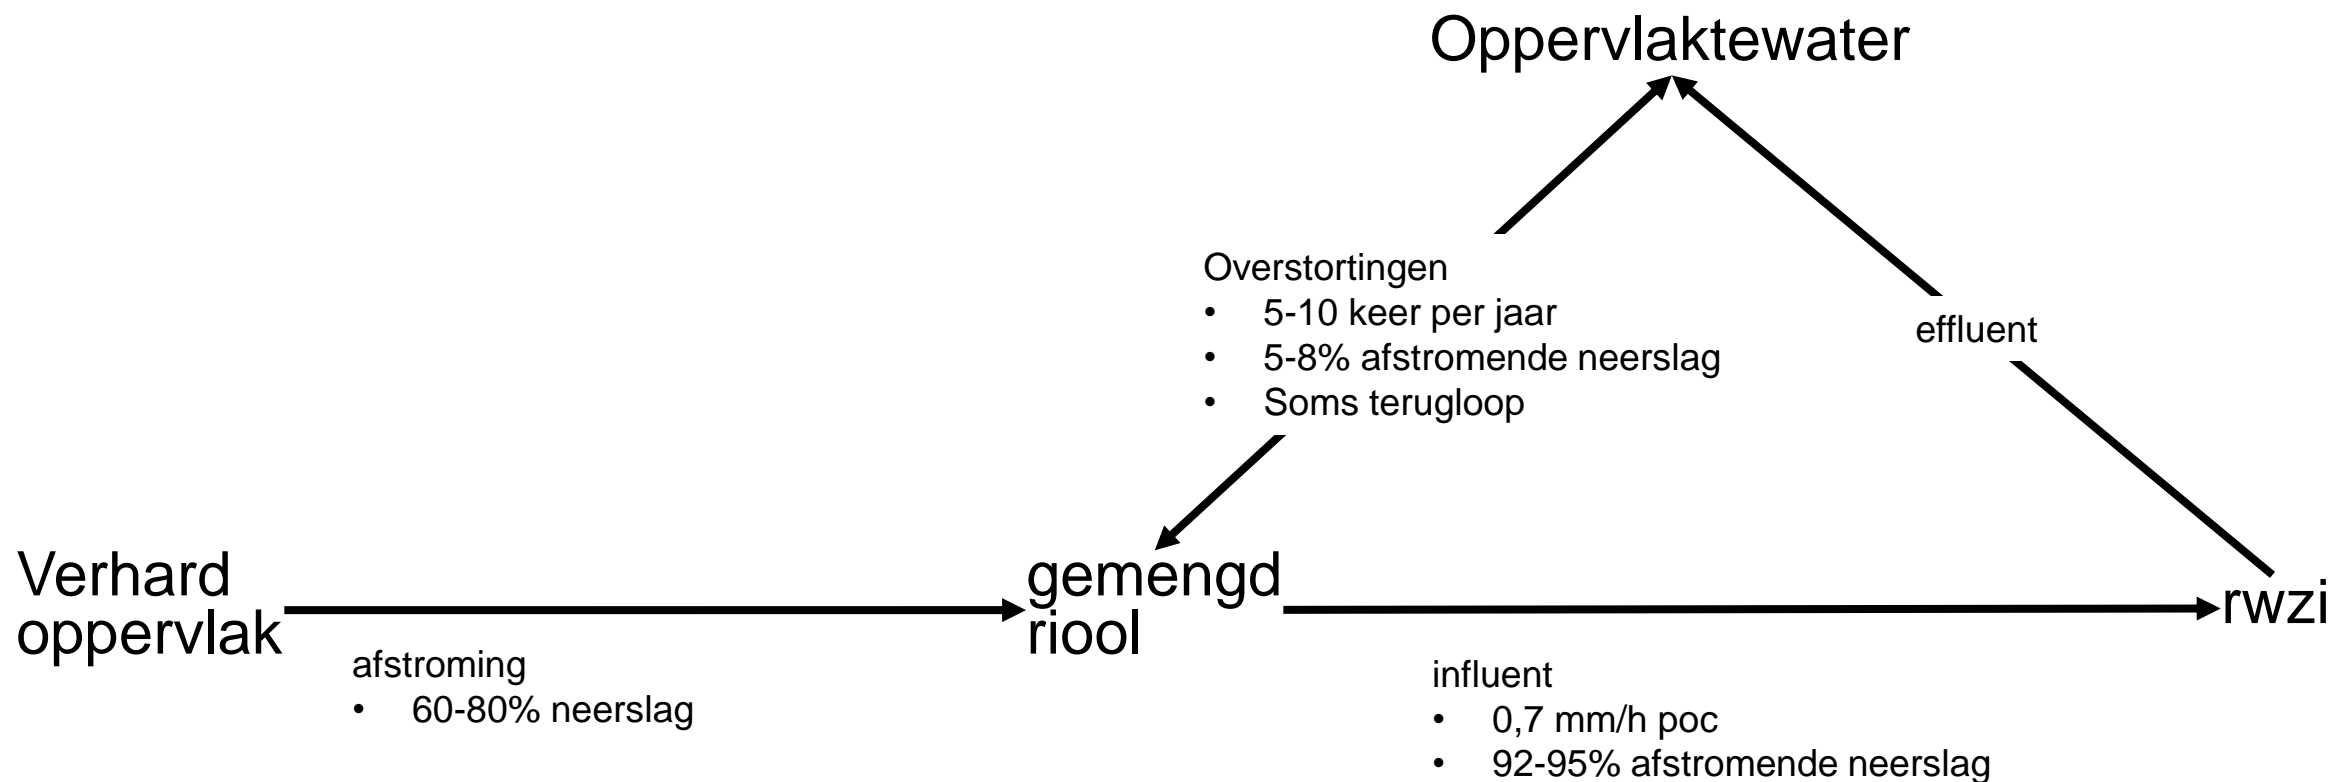 Oppervlaktewater
Overstortingen
• 5-10 keer per jaar
• 5-8% afstromende neerslag
• Soms terugloop
effluent
Verhard
oppervlak
gemengd
riool
rwzi
afstroming
• 60-80% neerslag
influent
• 0,7 mm/h poc
• 92-95% afstromende neerslag